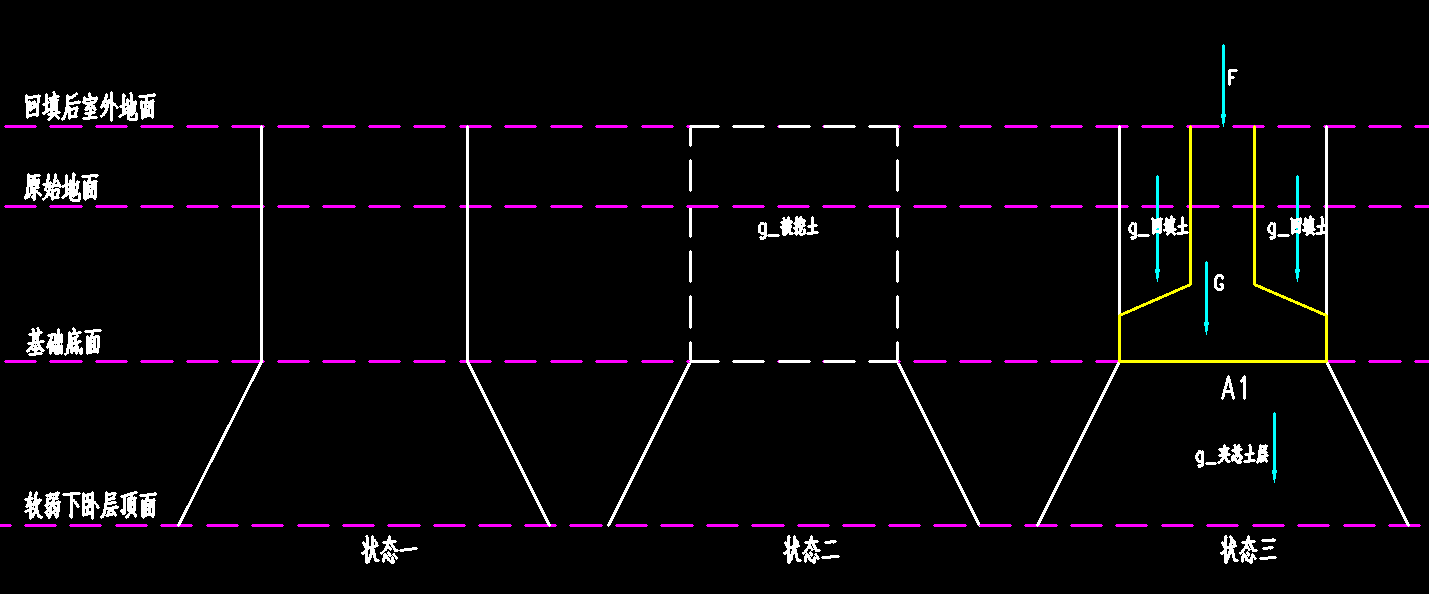 F
回填后室外地面
原始地面
g_被挖土
g_回填土
g_回填土
G
基础底面
A1
g_夹芯土层
软弱下卧层顶面
状态一
状态二
状态三